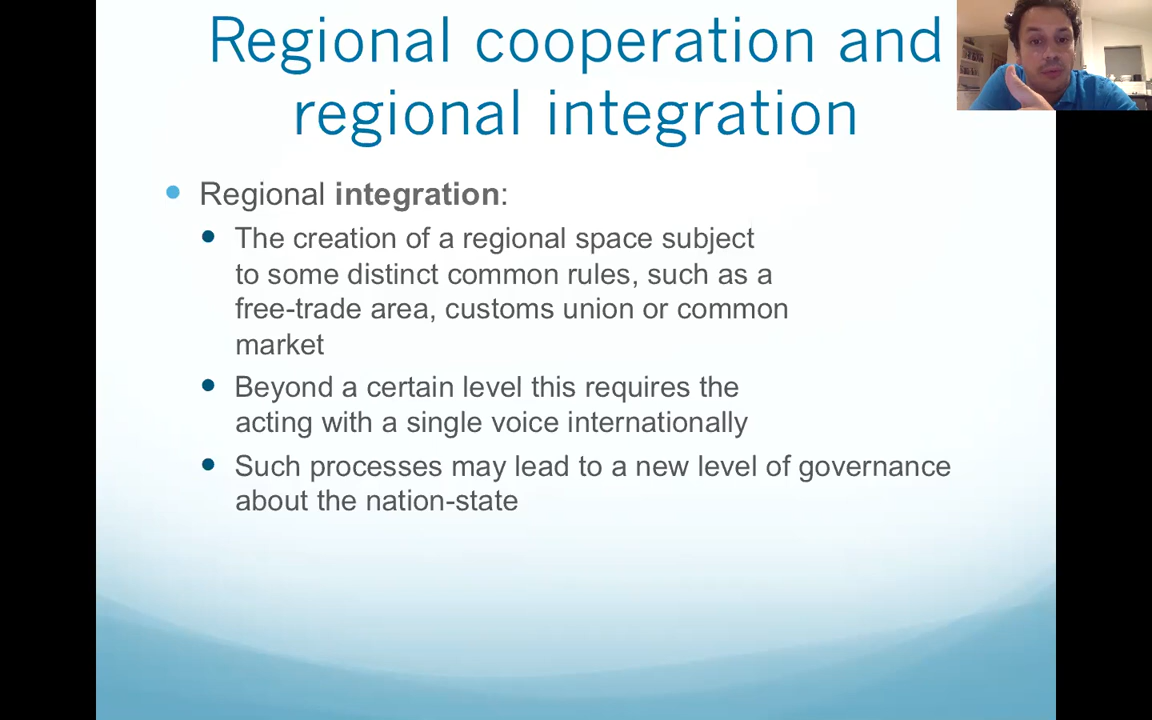 Regional cooperation and
regional integration
Regional integration:
The creation of a regional space subject
to some distinct common rules, such as a
free-trade area, customs union or common
market
Beyond a certain level this requires the
acting with a single voice internationally
Such processes may lead to a new level of governance
about the nation-state